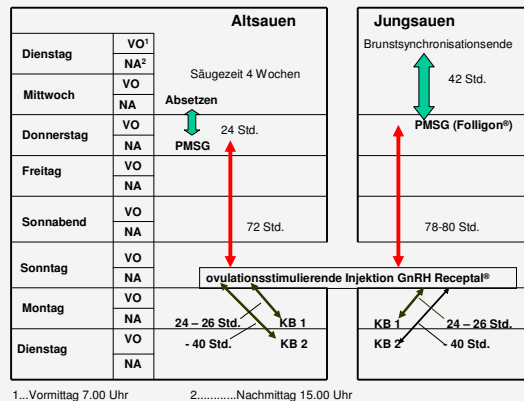 Altsauen Jungsauen
Dienstag VO¹ Brunstsynchronisationsende
NA²
Säugezeit 4 Wochen 42 Std.
Mittwoch VO
NA Absetzen
Donnerstag VO 24 Std. PMSG (Folligon®)
NA PMSG
Freitag VO
NA
Sonnabend VO
NA 72 Std. 78-80 Std.
Sonntag VO
NA ovulationsstimulierende Injektion GnRH Receptal®
Montag VO
NA 24 – 26 Std. KB 1 KB 1 24 – 26 Std.
Dienstag VO - 40 Std. KB 2 KB 2 - 40 Std.
NA
1...Vormittag 7.00 Uhr 2............Nachmittag 15.00 Uhr